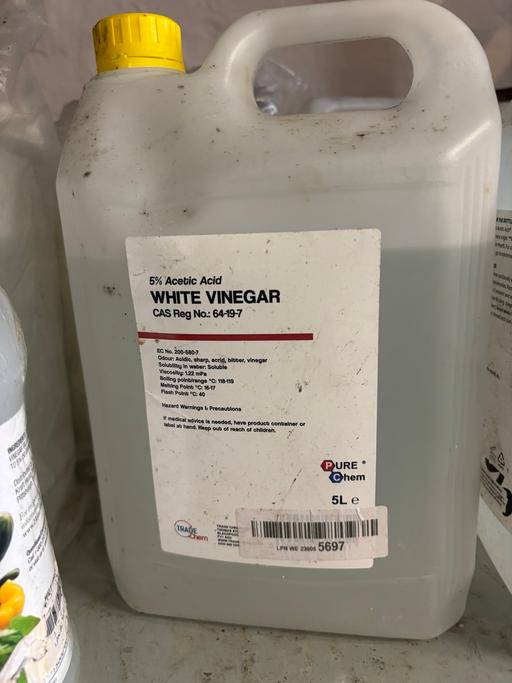 5% Acetic Acid
WHITE VINEGAR
CAS Reg No.: 64-19-7
EC No. 200-580-7
Odour: Acidic, sharp, acrid, bitter, vinegar
Solubility in water: Soluble
Viscosity: 1.22 mPa
Boiling point/range °C: 118-119
Melting Point °C: 16-17
Flash Point °C: 40
Hazard Warnings & Precautions
If medical advice is needed, have product container or
label at hand. Keep out of reach of children.
PURE
Chem
5L e
TRADE
Chem
LPN WE 5697